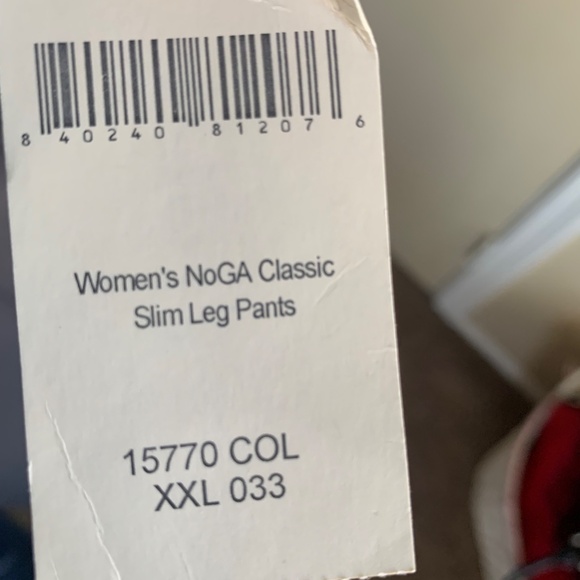 8 40240 81207 6
Women's NoGA Classic
Slim Leg Pants
15770 COL
XXL 033